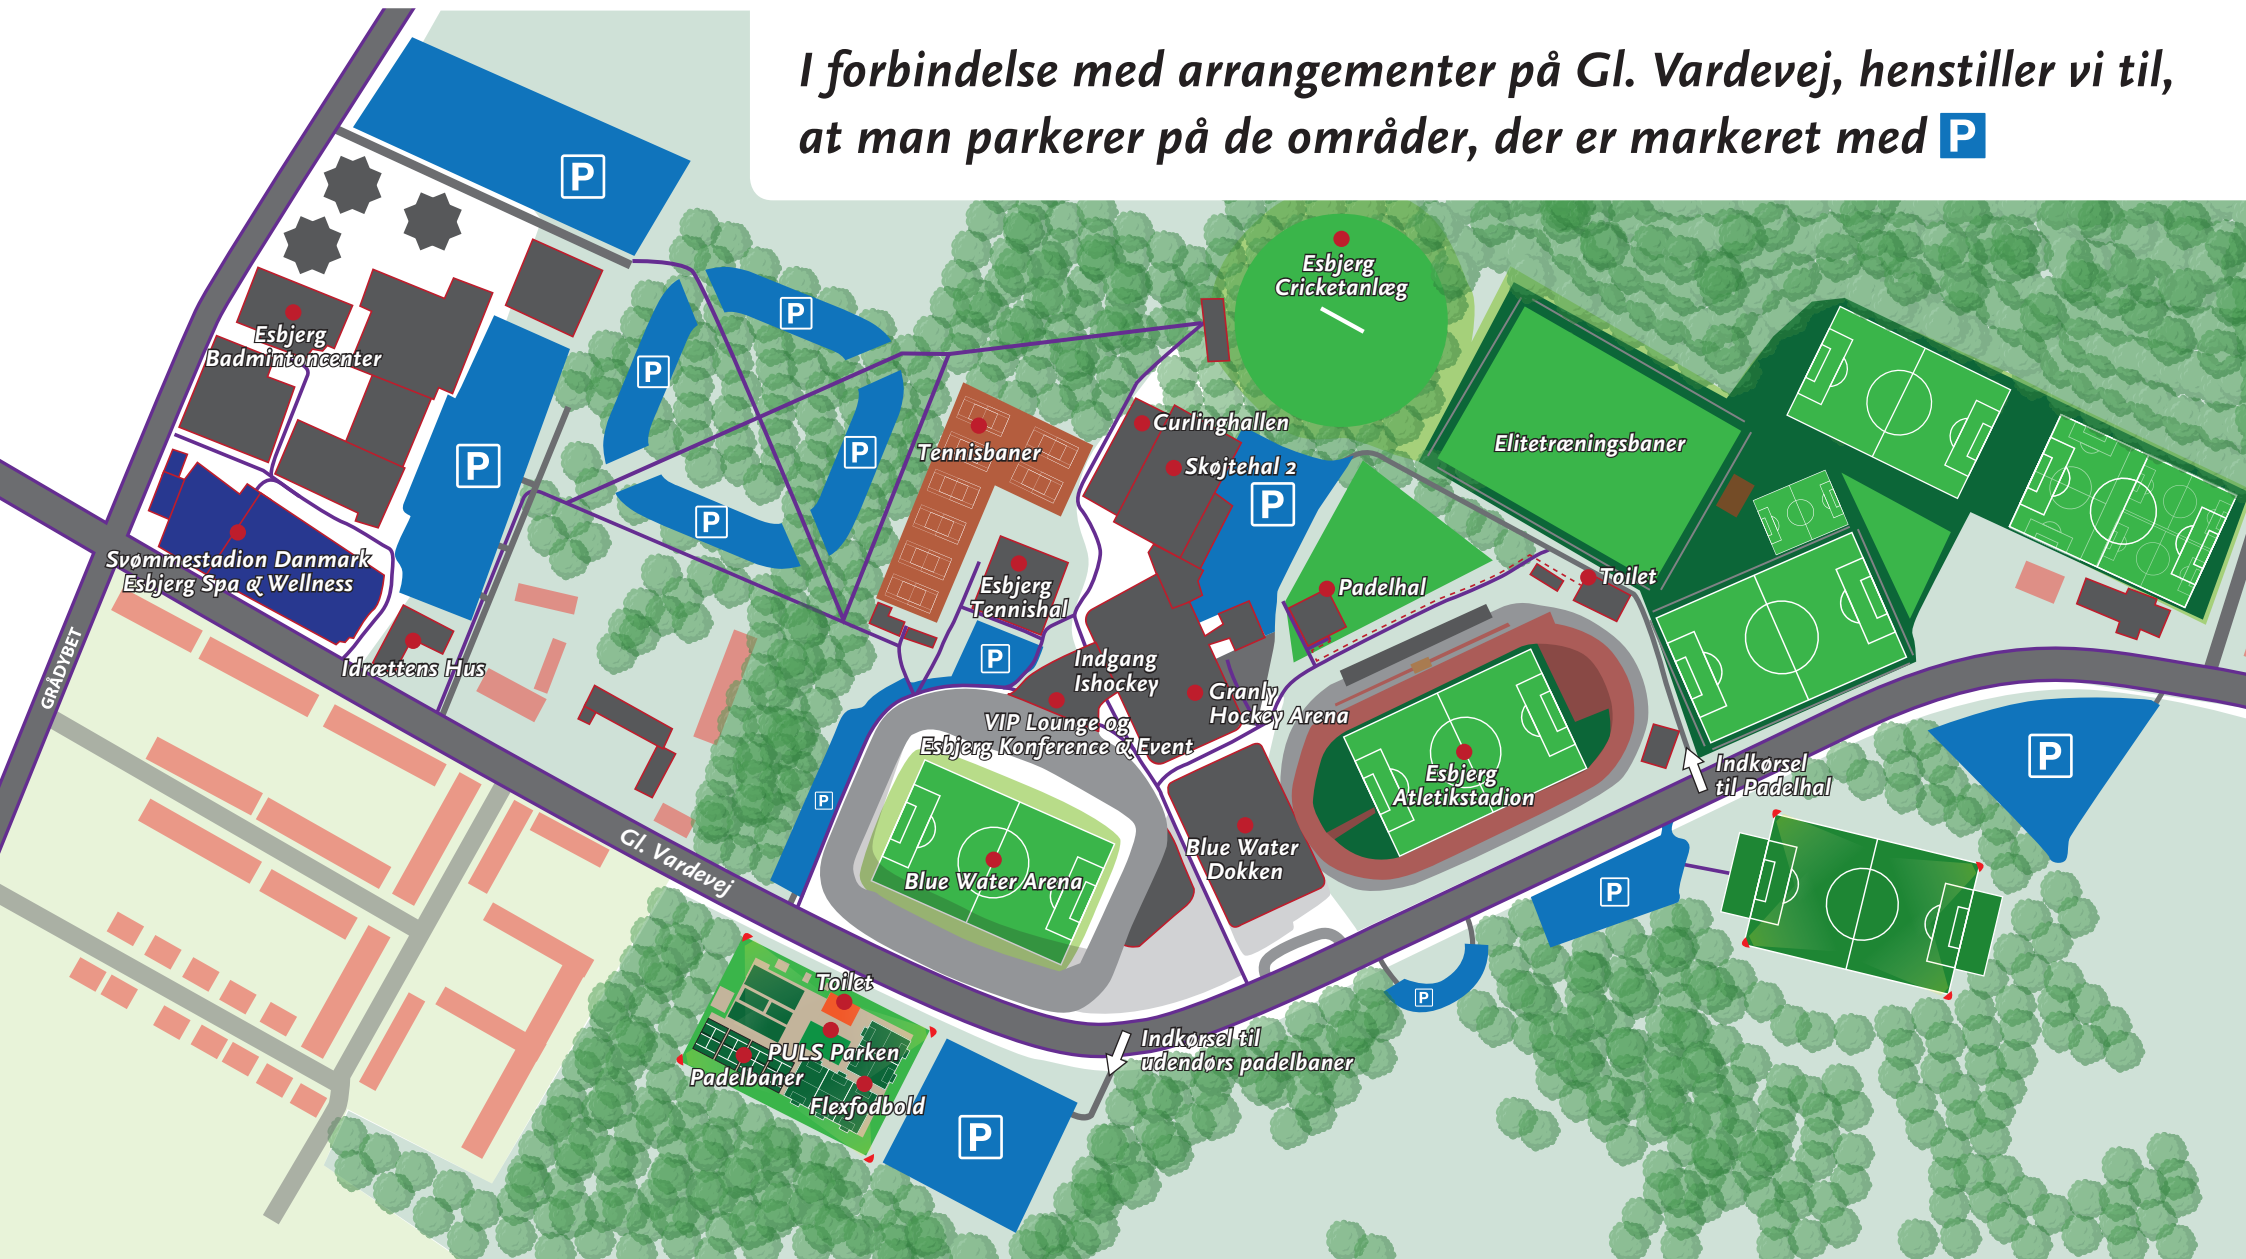 I forbindelse med arrangementer på Gl. Vardevej, henstiller vi til,
at man parkerer på de områder, der er markeret med P
P
P
P
P
P
P
P
P
P
P
P
P
P
P
Esbjerg
Cricketanlæg
Esbjerg
Badmintoncenter
Curlinghallen
Skøjtehal 2
Tennisbaner
Elitetræningsbaner
Svømmestadion Danmark
Esbjerg Spa & Wellness
Esbjerg
Tennishal
Padelhal
Toilet
Idrættens Hus
GRÅDYBET
Indgang
Ishockey
Granly
Hockey Arena
VIP Lounge og
Esbjerg Konference & Event
Esbjerg
Atletikstadion
Indkørsel
til Padelhal
Blue Water
Dokken
Blue Water Arena
Gl. Vardevej
Toilet
PULS Parken
Padelbaner
Flexfodbold
Indkørsel til
udendørs padelbaner